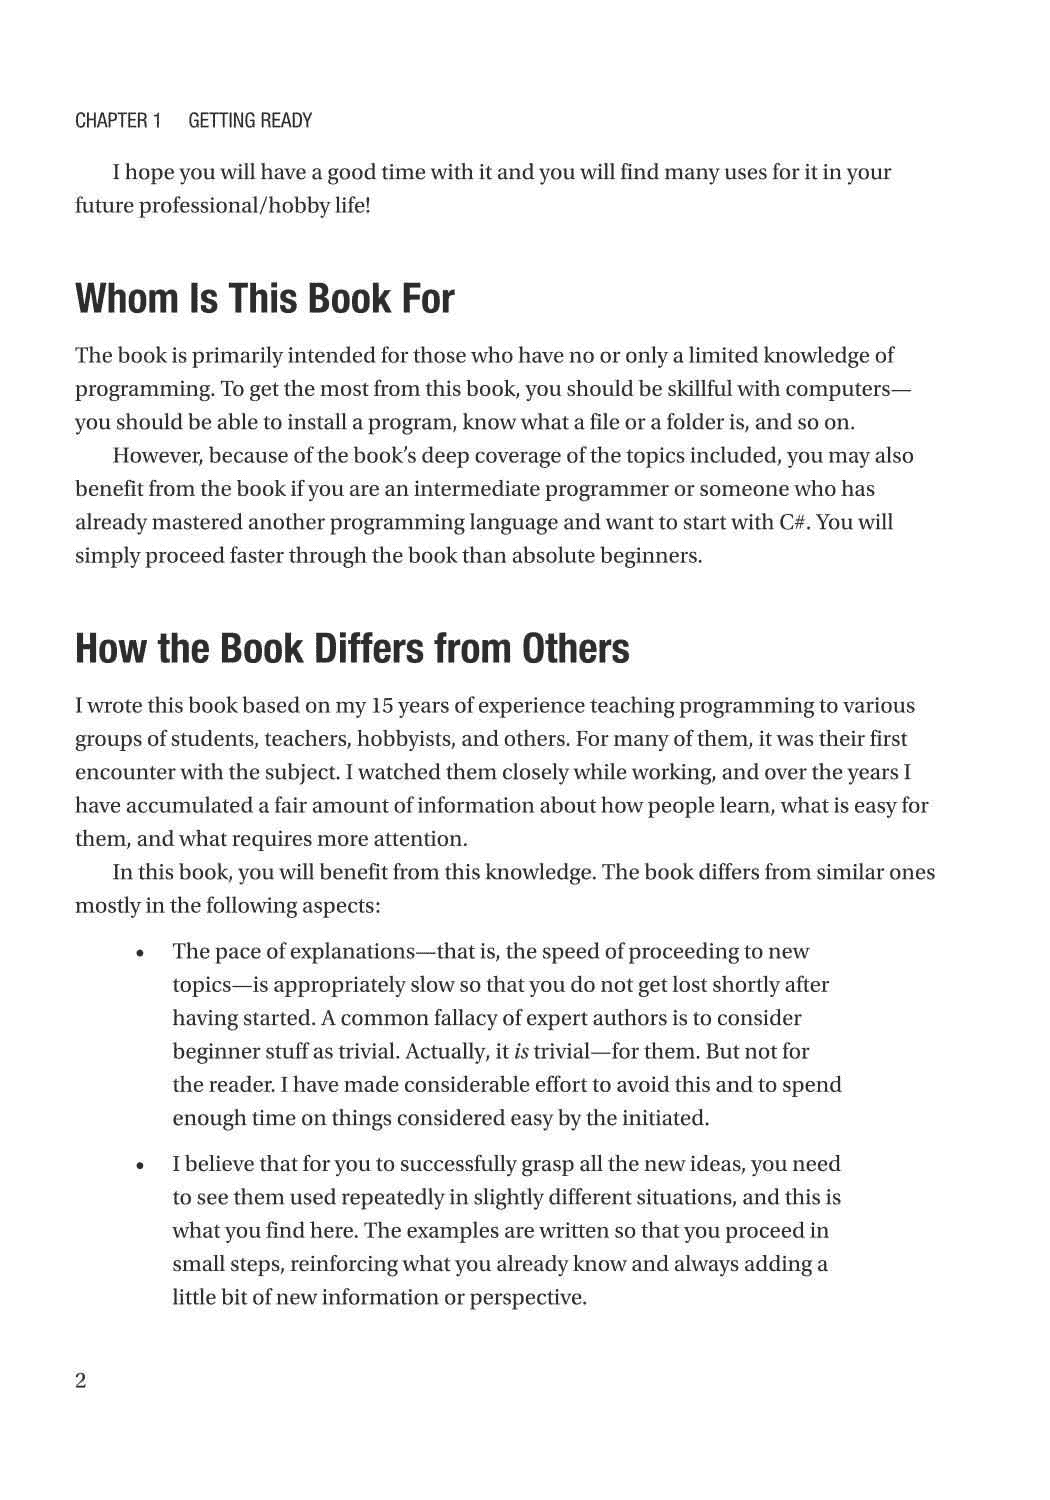 CHAPTER 1 GETTING READY
I hope you will have a good time with it and you will find many uses for it in your
future professional/hobby life!
Whom Is This Book For
The book is primarily intended for those who have no or only a limited knowledge of
programming. To get the most from this book, you should be skillful with computers—
you should be able to install a program, know what a file or a folder is, and so on.
However, because of the book’s deep coverage of the topics included, you may also
benefit from the book if you are an intermediate programmer or someone who has
already mastered another programming language and want to start with C#. You will
simply proceed faster through the book than absolute beginners.
How the Book Differs from Others
I wrote this book based on my 15 years of experience teaching programming to various
groups of students, teachers, hobbyists, and others. For many of them, it was their first
encounter with the subject. I watched them closely while working, and over the years I
have accumulated a fair amount of information about how people learn, what is easy for
them, and what requires more attention.
In this book, you will benefit from this knowledge. The book differs from similar ones
mostly in the following aspects:
• The pace of explanations—that is, the speed of proceeding to new
topics—is appropriately slow so that you do not get lost shortly after
having started. A common fallacy of expert authors is to consider
beginner stuff as trivial. Actually, it is trivial—for them. But not for
the reader. I have made considerable effort to avoid this and to spend
enough time on things considered easy by the initiated.
• I believe that for you to successfully grasp all the new ideas, you need
to see them used repeatedly in slightly different situations, and this is
what you find here. The examples are written so that you proceed in
small steps, reinforcing what you already know and always adding a
little bit of new information or perspective.
2